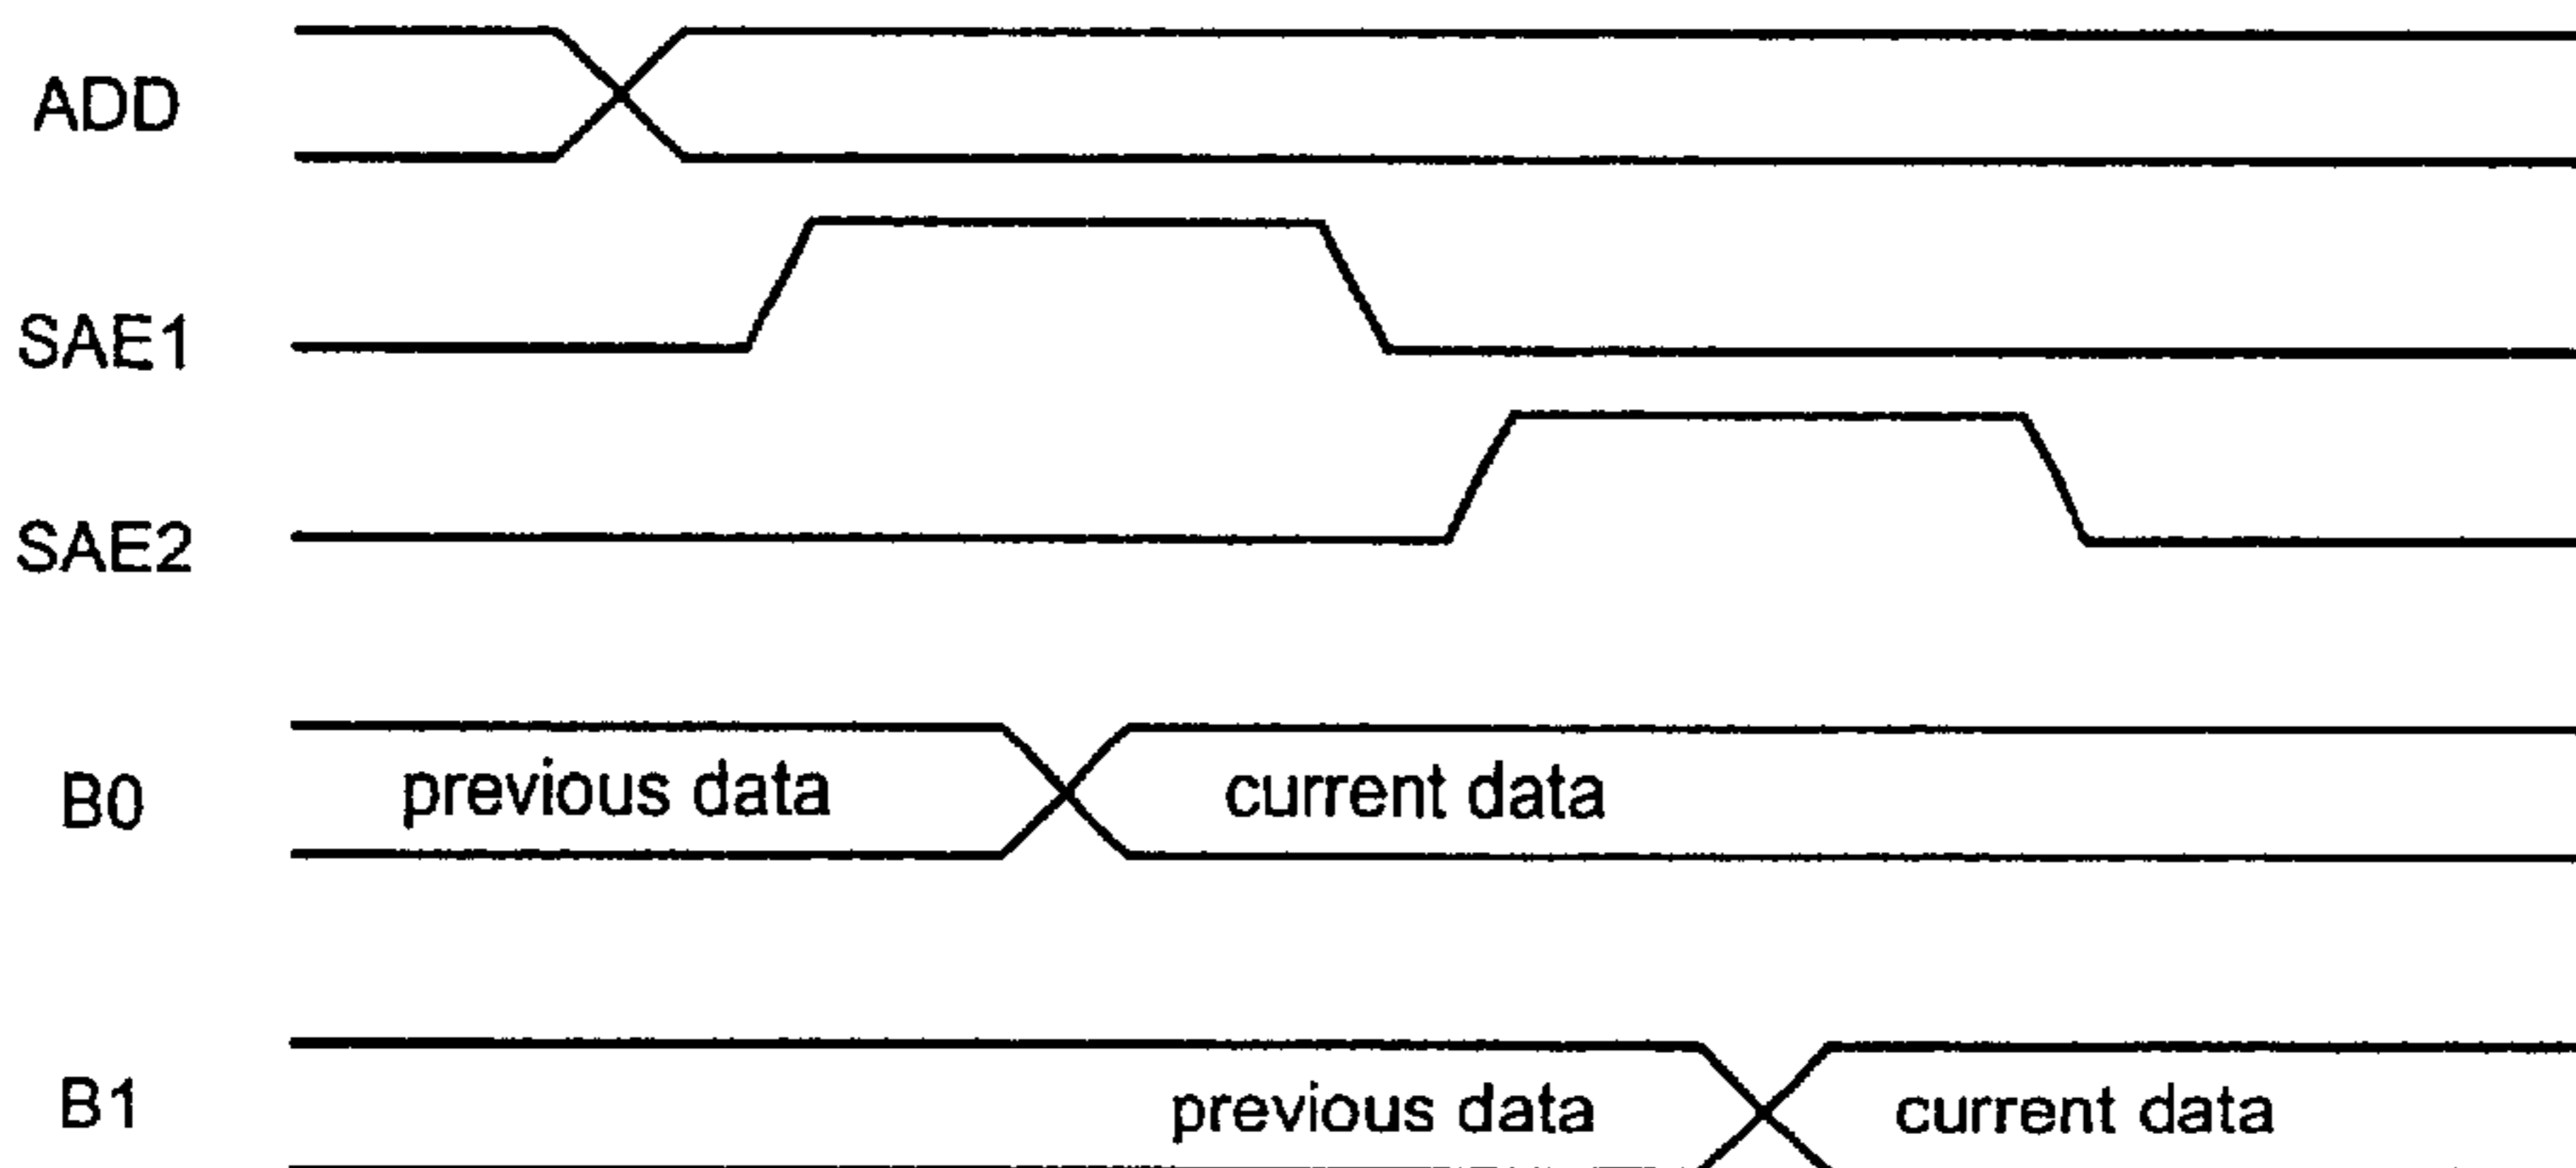 ADD
SAE1
SAE2
B0 previous data current data
B1 previous data current data